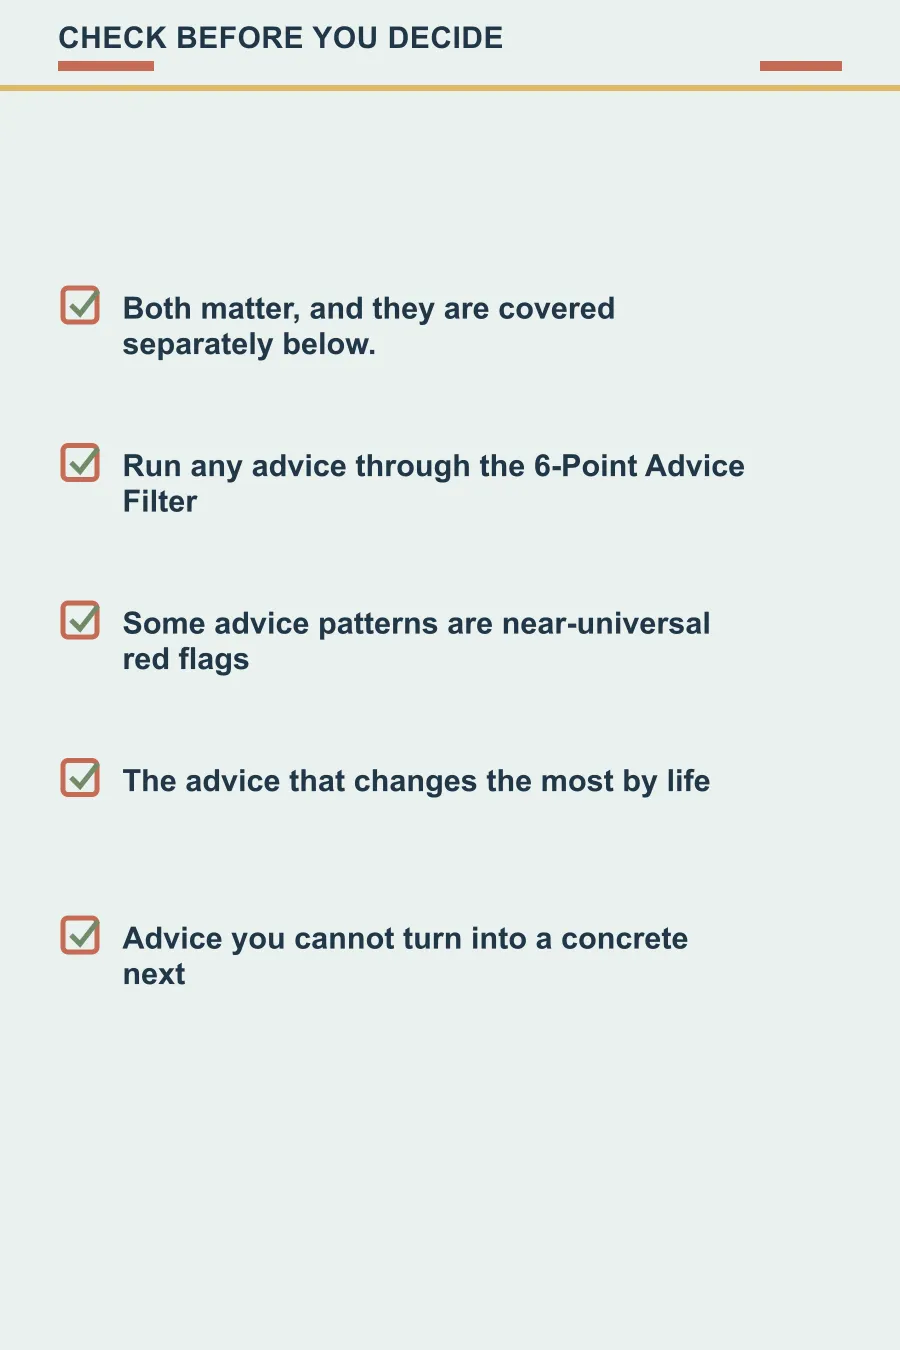 CHECK BEFORE YOU DECIDE
Both matter, and they are covered
separately below.
Run any advice through the 6-Point Advice
Filter
Some advice patterns are near-universal
red flags
The advice that changes the most by life
Advice you cannot turn into a concrete
next